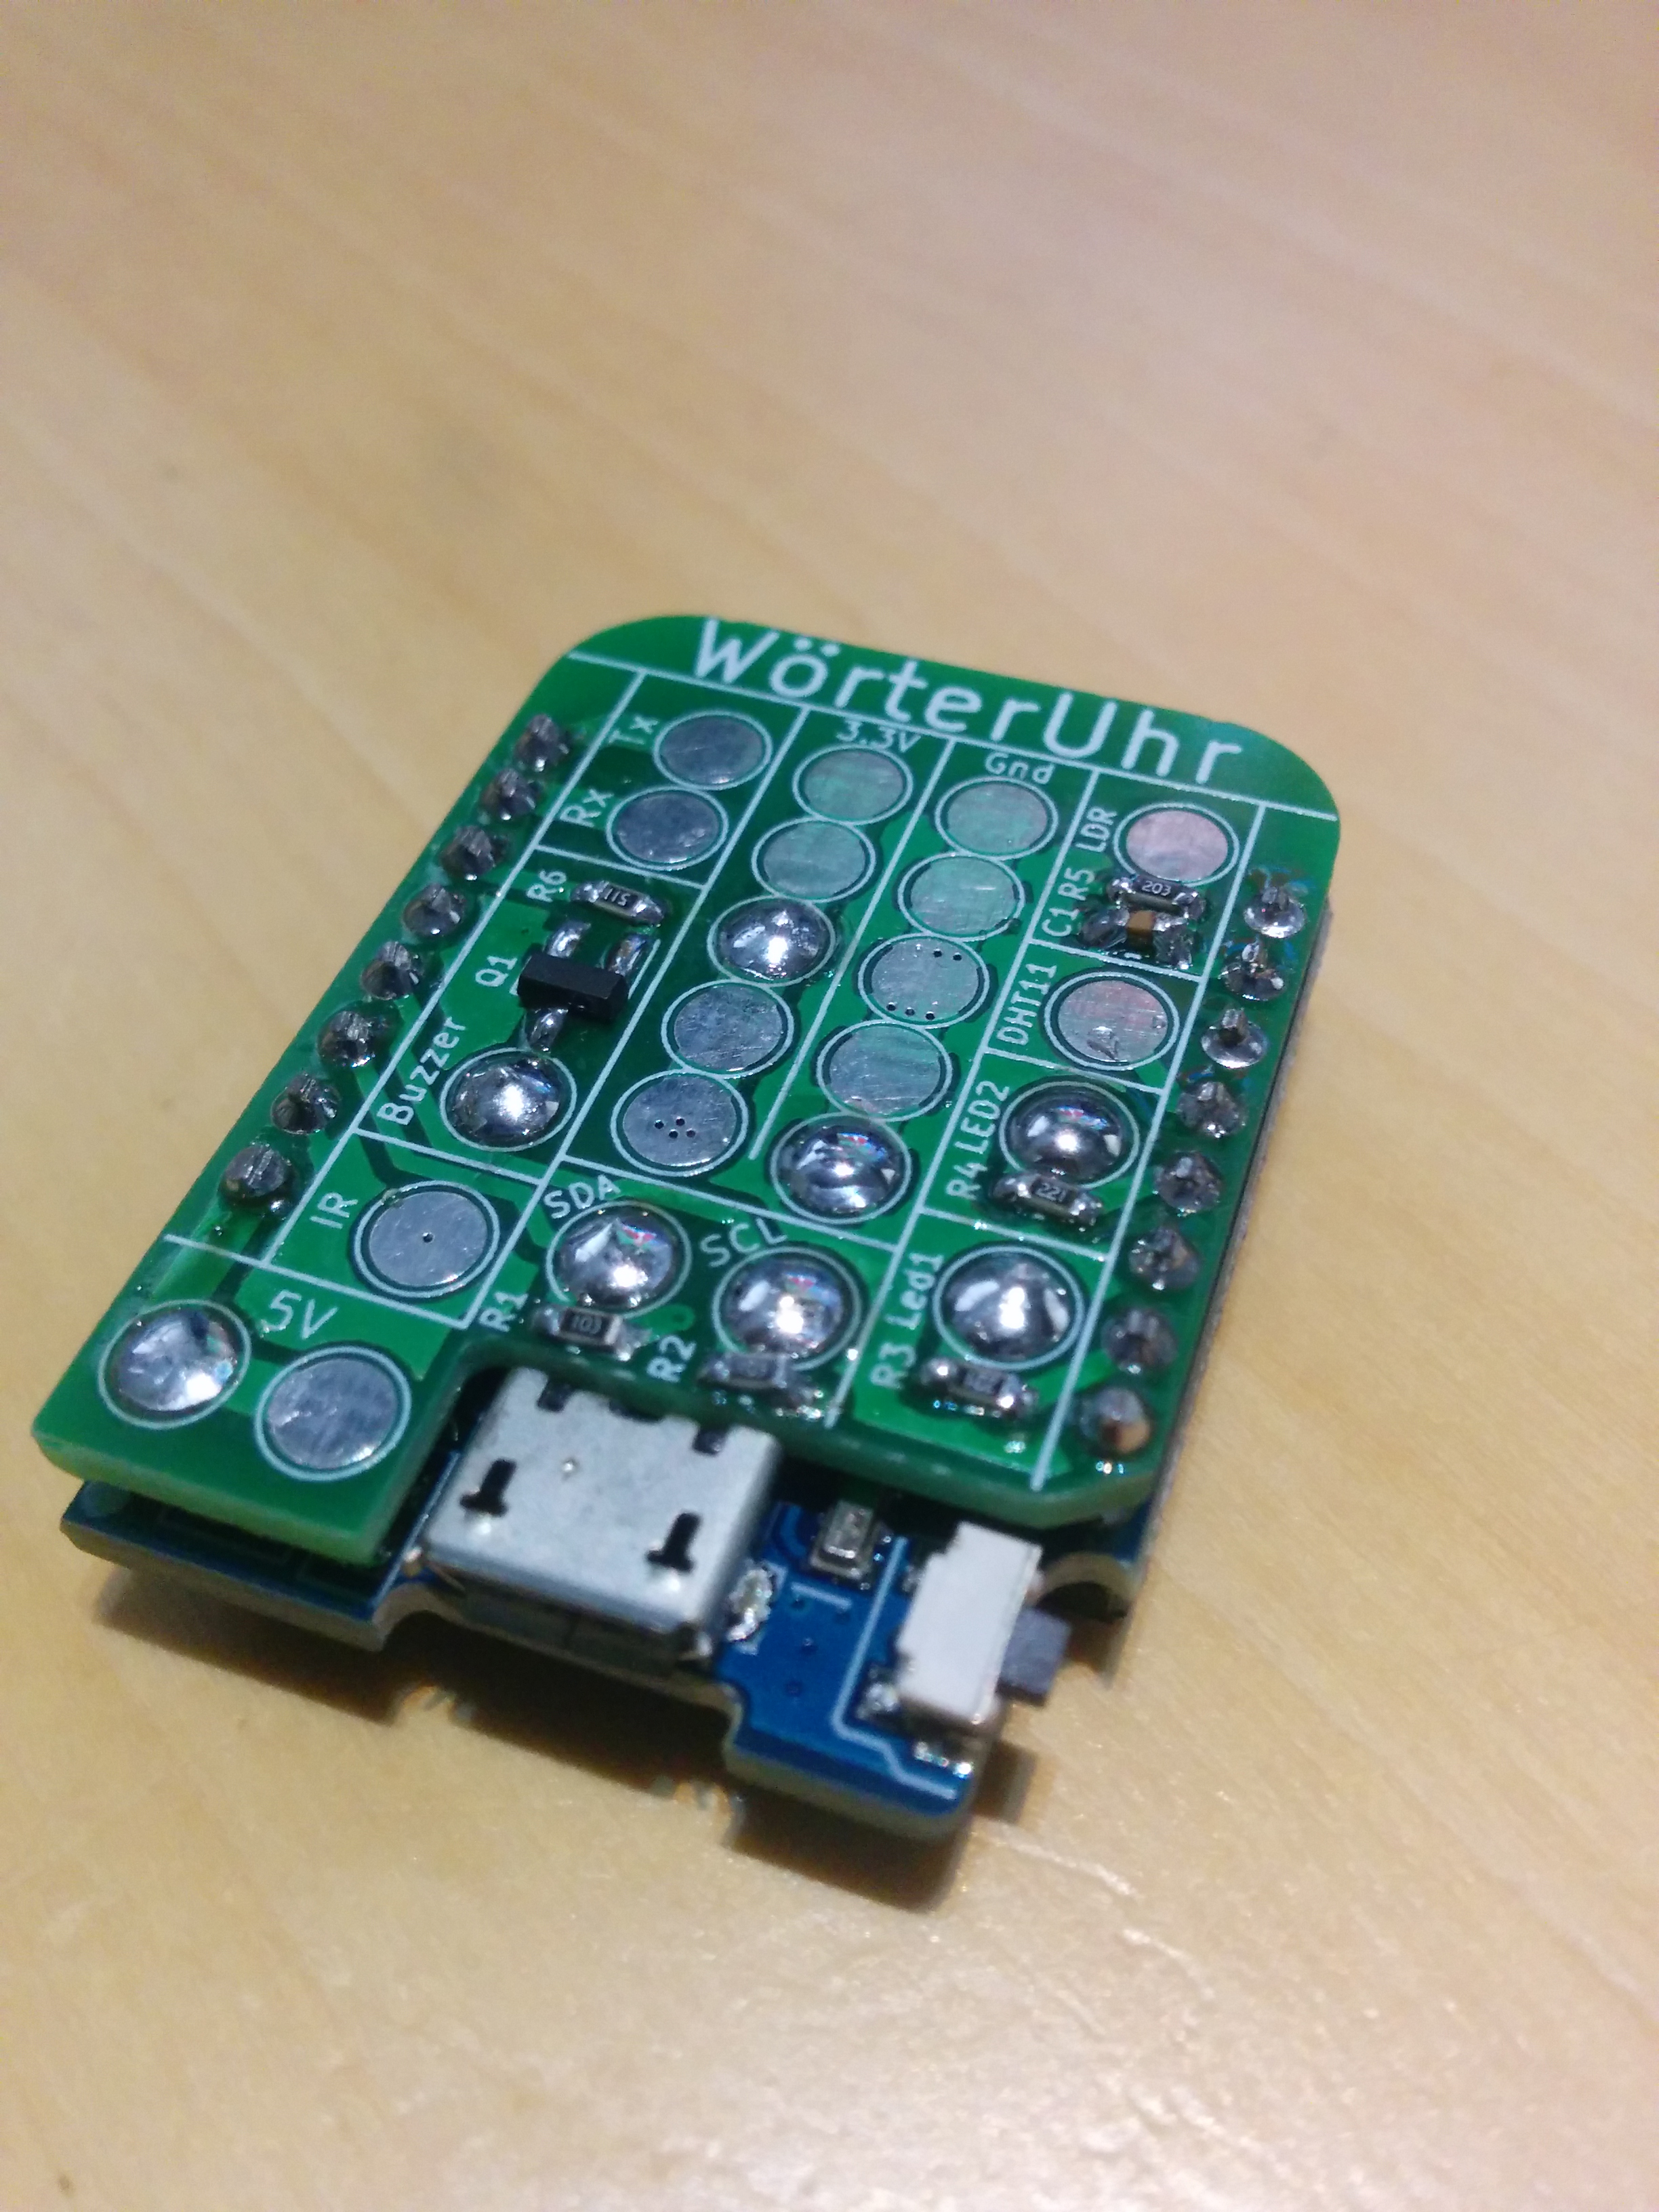 WörterUhr
Tx
3.3V
Gnd
Rx
LDR
R6
115
R5
203
C1
Q1
DHT11
Buzzer
LED2
R4
221
IR
SDA
SCL
Led1
5V
R1
103
R2
R3